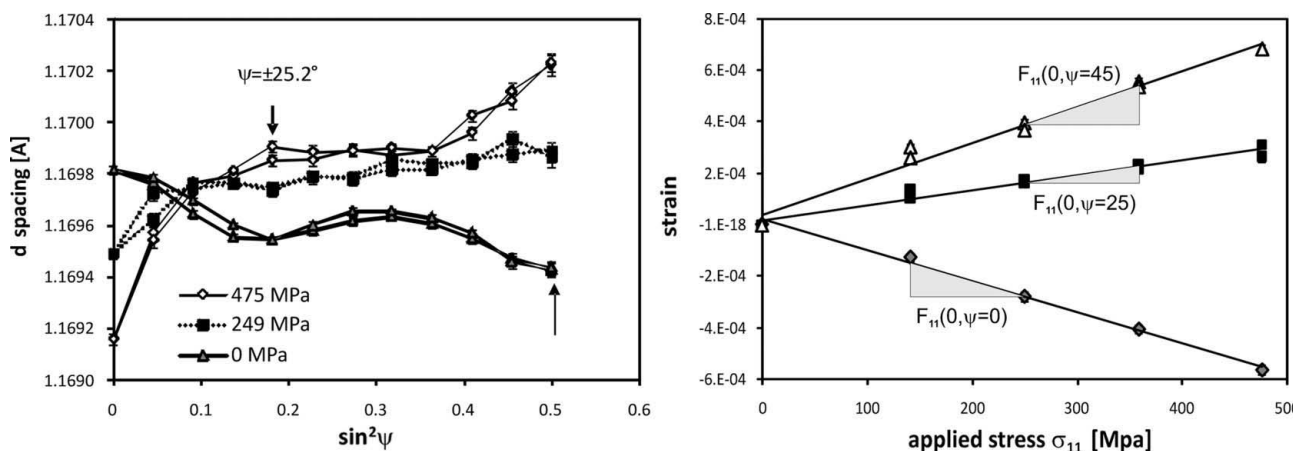 1.1704
1.1702
1.1700
1.1698
1.1696
1.1694
1.1692
1.1690
d spacing [A]
ψ=±25.2°
475 MPa
249 MPa
0 MPa
0 0.1 0.2 0.3 0.4 0.5 0.6
sin²ψ
8.E-04
6.E-04
4.E-04
2.E-04
-1.E-18
-2.E-04
-4.E-04
-6.E-04
strain
F₁₁(0,ψ=45)
F₁₁(0,ψ=25)
F₁₁(0,ψ=0)
0 100 200 300 400 500
applied stress σ₁₁ [Mpa]